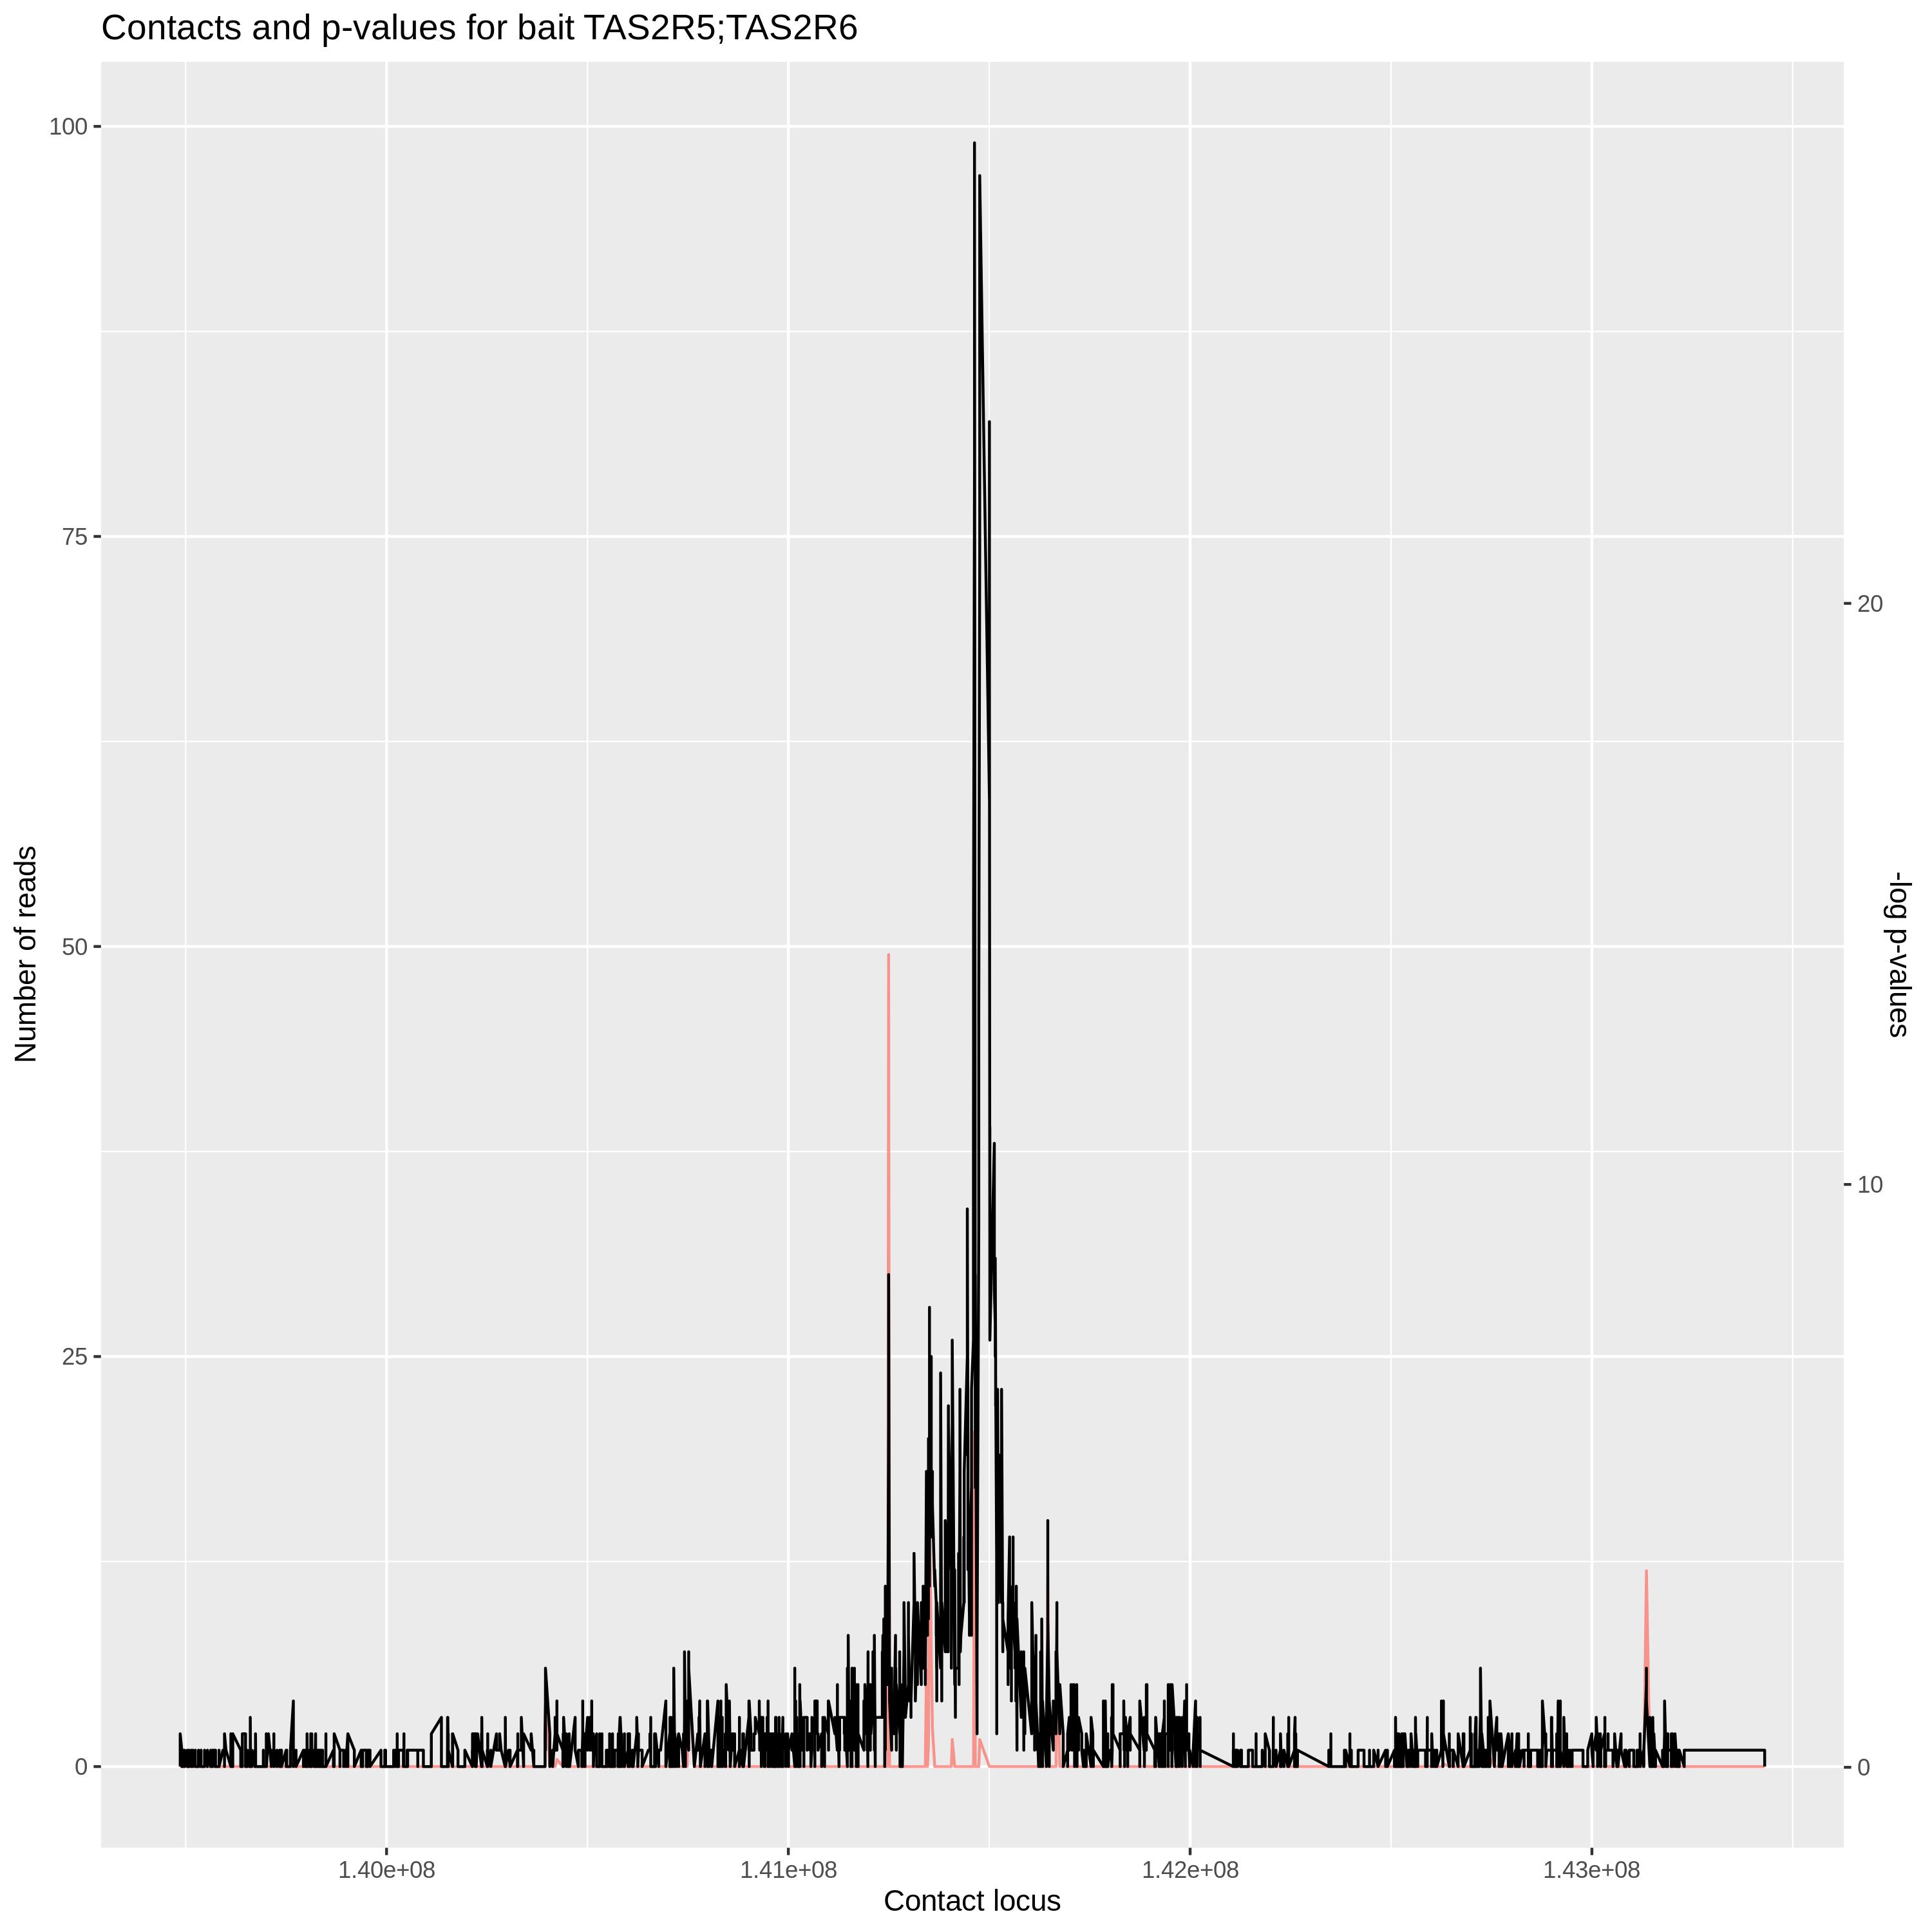 Contacts and p-values for bait TAS2R5;TAS2R6
100
75
50
25
0
Number of reads
20
10
0
-log p-values
1.40e+08
1.41e+08
1.42e+08
1.43e+08
Contact locus